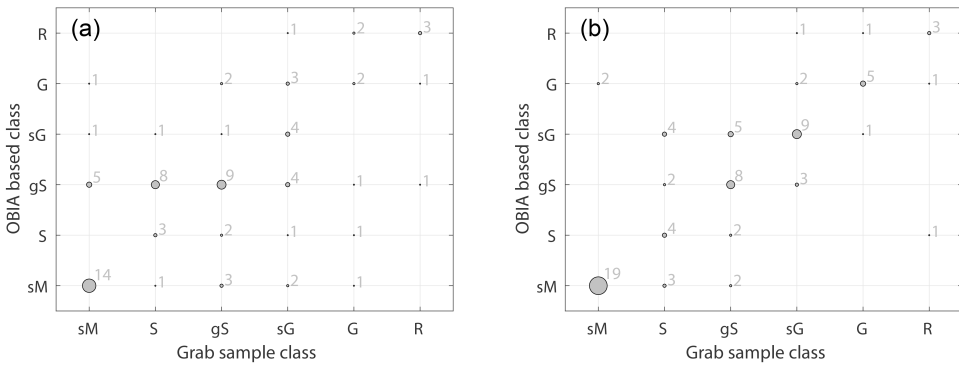 (a)
R 1 2 3
G 1 2 3 2 1
sG 1 1 1 4
gS 5 8 9 4 1 1
S 3 2 1 1
sM 14 1 3 2 1
sM S gS sG G R
Grab sample class
OBIA based class
(b)
R 1 1 3
G 2 2 5 1
sG 4 5 9 1
gS 2 8 3
S 4 2 1
sM 19 3 2
sM S gS sG G R
Grab sample class
OBIA based class